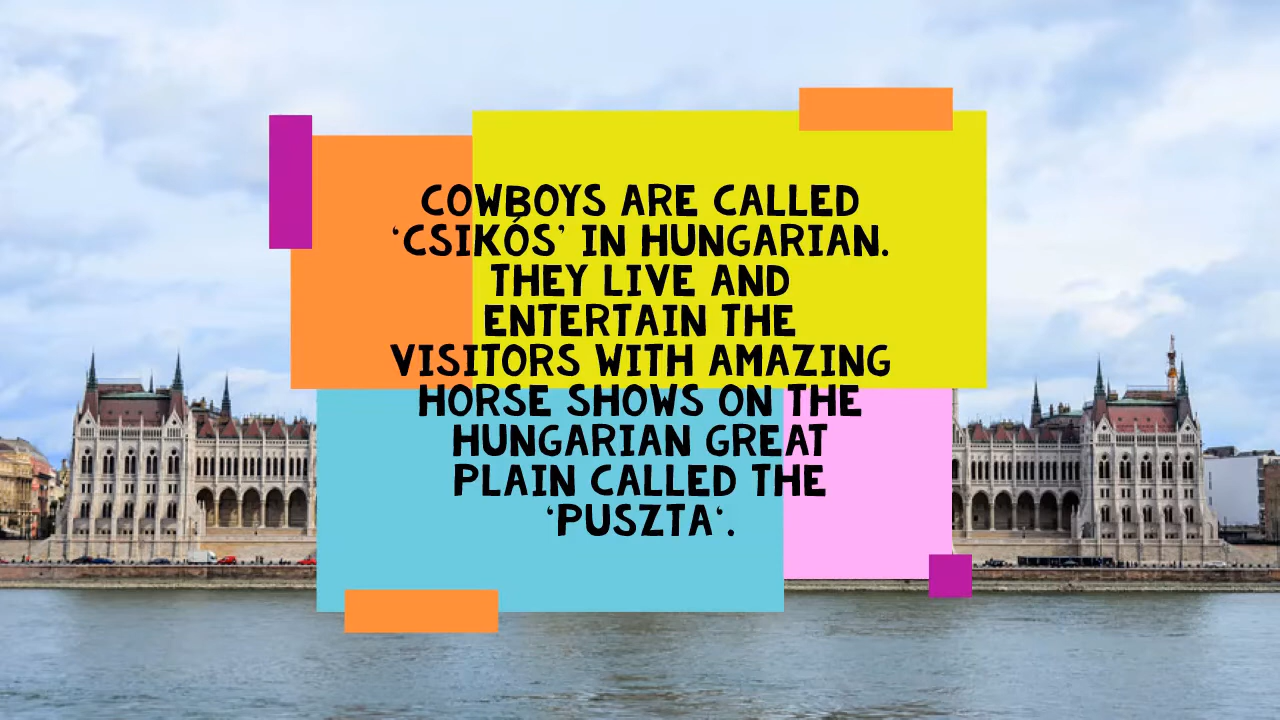 COWBOYS ARE CALLED
‘CSIKÓS’ IN HUNGARIAN.
THEY LIVE AND
ENTERTAIN THE
VISITORS WITH AMAZING
HORSE SHOWS ON THE
HUNGARIAN GREAT
PLAIN CALLED THE
‘PUSZTA‘.